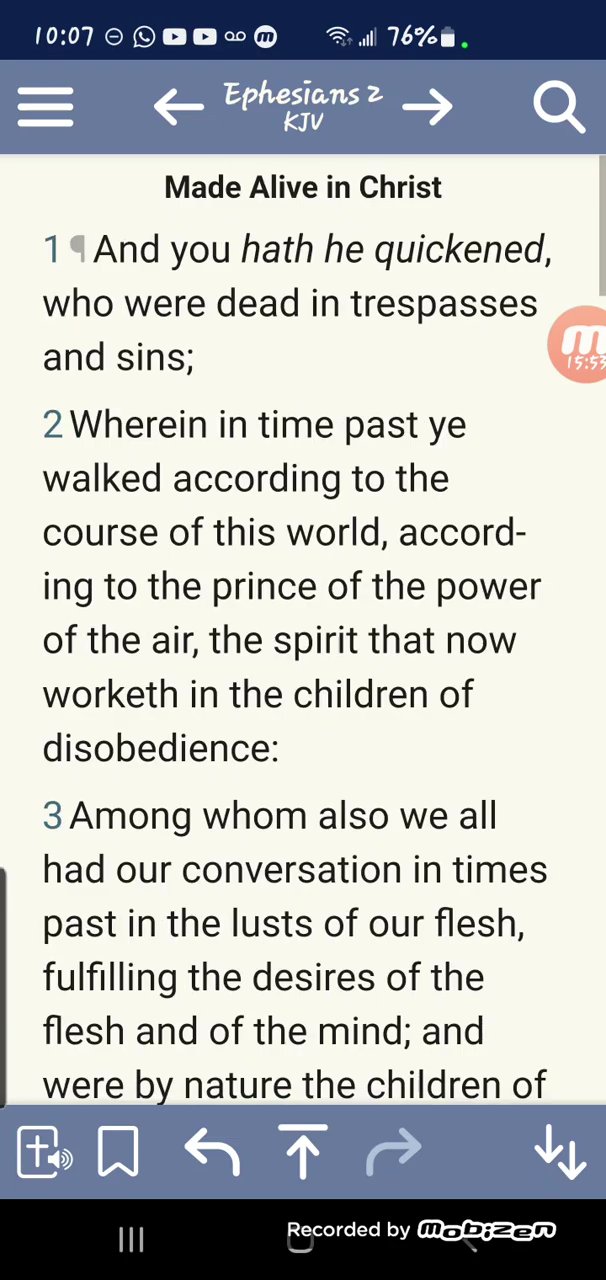 10:07 76%
Ephesians 2
KJV
Made Alive in Christ
1 ¶ And you hath he quickened,
who were dead in trespasses
and sins;
m
15:53
2 Wherein in time past ye
walked according to the
course of this world, accord-
ing to the prince of the power
of the air, the spirit that now
worketh in the children of
disobedience:
3 Among whom also we all
had our conversation in times
past in the lusts of our flesh,
fulfilling the desires of the
flesh and of the mind; and
were by nature the children of
Recorded by mobizen